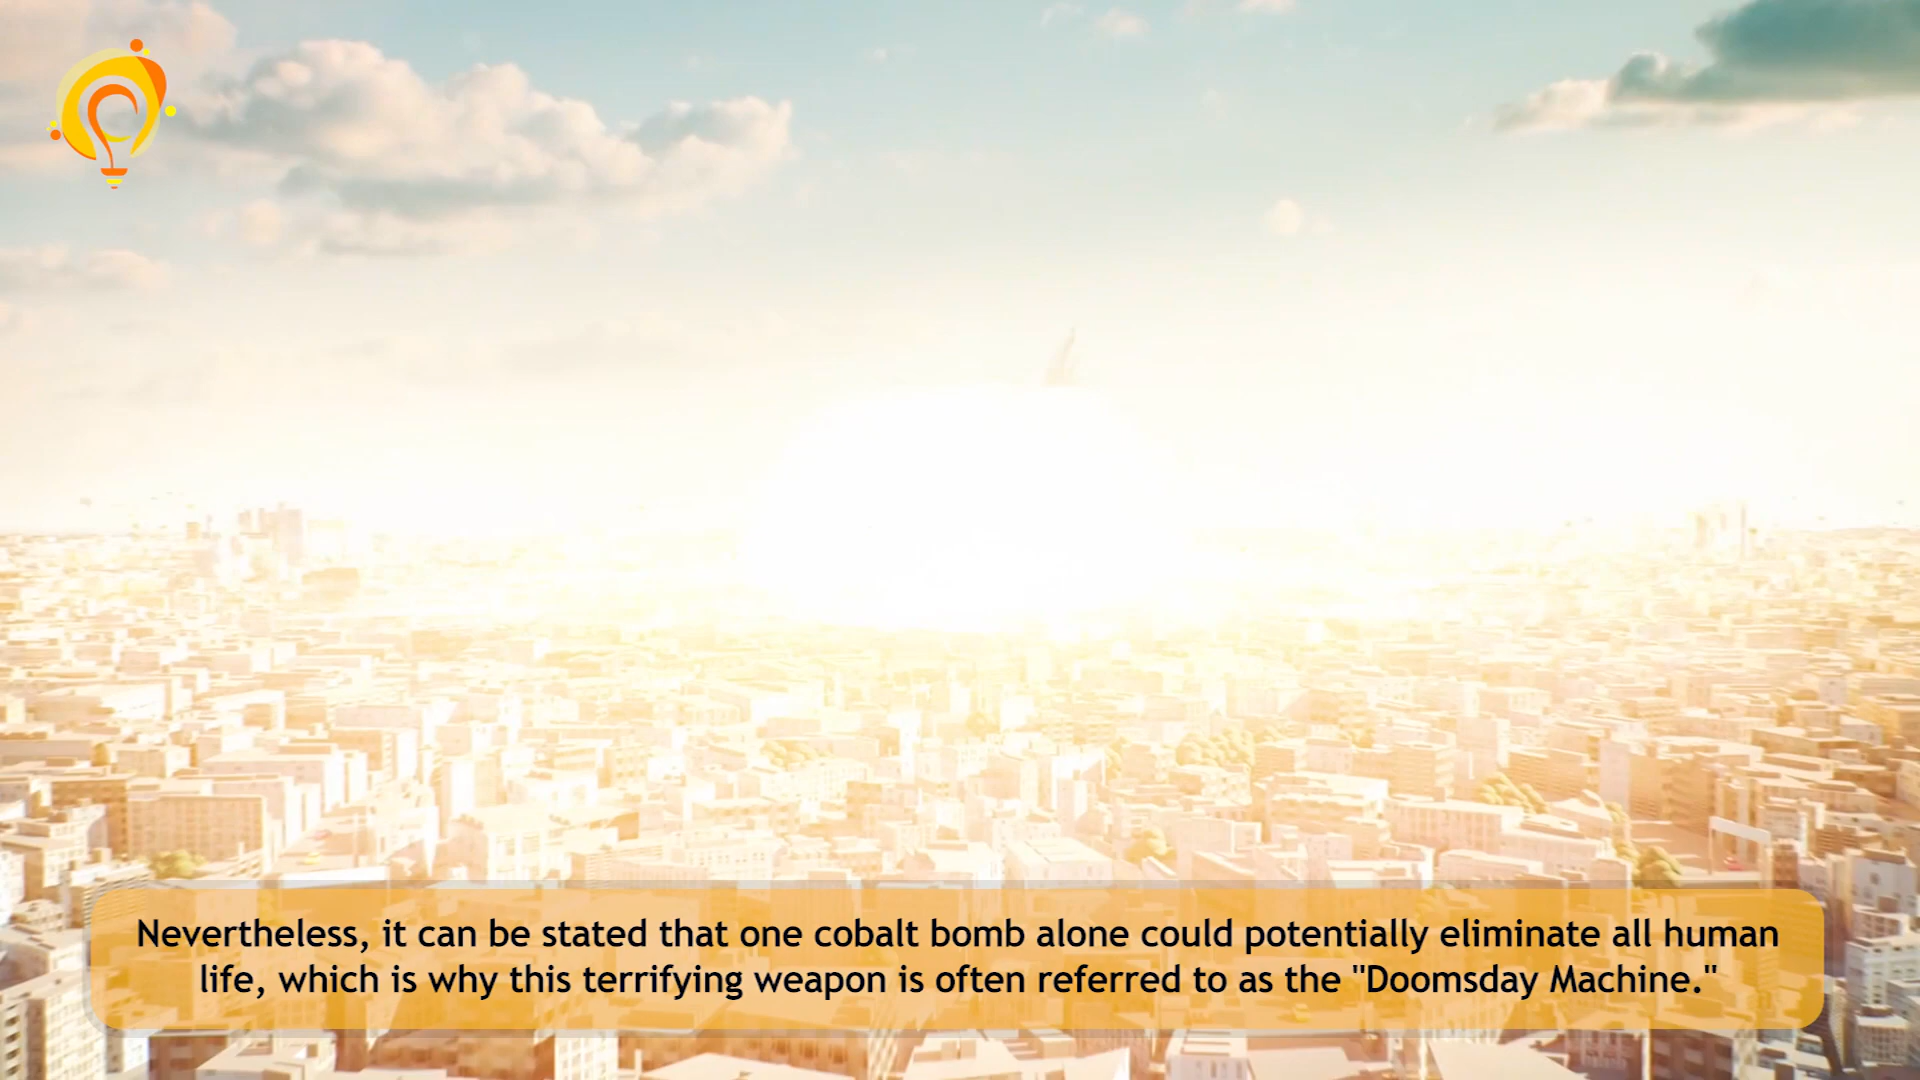 Nevertheless, it can be stated that one cobalt bomb alone could potentially eliminate all human
life, which is why this terrifying weapon is often referred to as the "Doomsday Machine."